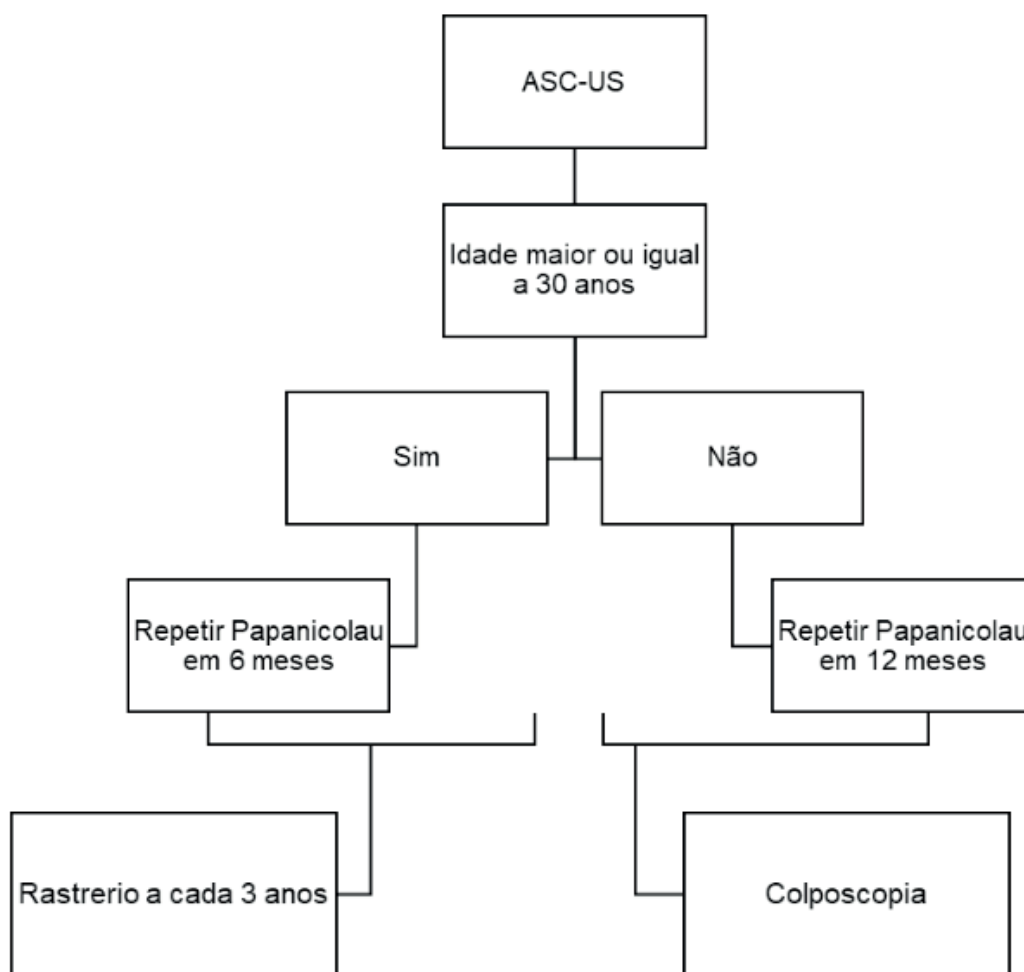 ASC-US
Idade maior ou igual
a 30 anos
Sim
Não
Repetir Papanicolau
em 6 meses
Repetir Papanicolau
em 12 meses
Rastrerio a cada 3 anos
Colposcopia